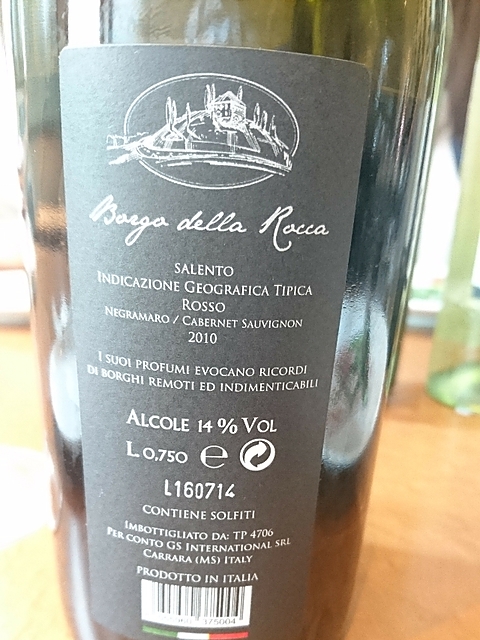 Borgo della Rocca
SALENTO
INDICAZIONE GEOGRAFICA TIPICA
ROSSO
NEGRAMARO / CABERNET SAUVIGNON
2010
I SUOI PROFUMI EVOCANO RICORDI
DI BORGHI REMOTI ED INDIMENTICABILI
ALCOLE 14 % VOL
L 0,750 ℮
L160714
CONTIENE SOLFITI
IMBOTTIGLIATO DA: TP 4706
PER CONTO GS INTERNATIONAL SRL
CARRARA (MS) ITALY
PRODOTTO IN ITALIA